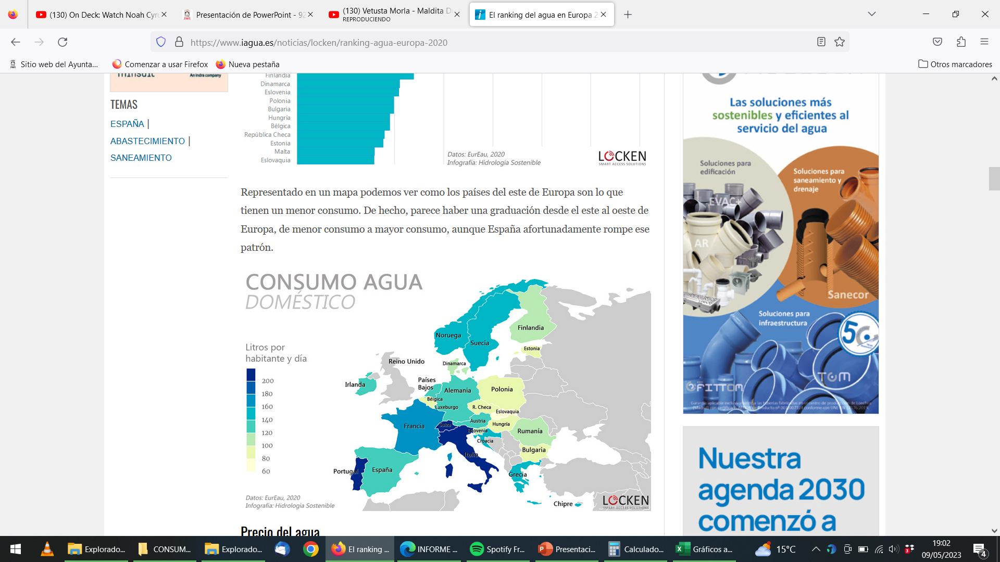 (130) On Deck: Watch Noah Cyru
Presentación de PowerPoint - 92
(130) Vetusta Morla - Maldita D
REPRODUCIENDO
El ranking del agua en Europa 2
https://www.iagua.es/noticias/locken/ranking-agua-europa-2020
Sitio web del Ayunta...
Comenzar a usar Firefox
Nueva pestaña
Otros marcadores
minsait
An Indra company
TEMAS
ESPAÑA |
ABASTECIMIENTO |
SANEAMIENTO
Finlandia
Dinamarca
Eslovenia
Polonia
Bulgaria
Hungría
Bélgica
República Checa
Estonia
Malta
Eslovaquia
Datos: EurEau, 2020
Infografía: Hidrología Sostenible
LOCKEN
SMART ACCESS SOLUTIONS
Representado en un mapa podemos ver como los países del este de Europa son lo que
tienen un menor consumo. De hecho, parece haber una graduación desde el este al oeste de
Europa, de menor consumo a mayor consumo, aunque España afortunadamente rompe ese
patrón.
CONSUMO AGUA
DOMÉSTICO
Litros por
habitante y día
200
180
160
140
120
100
80
60
Noruega
Suecia
Finlandia
Estonia
Reino Unido
Dinamarca
Irlanda
Países
Bajos
Alemania
Polonia
Bélgica
Luxeburgo
R. Checa
Eslovaquia
Austria
Hungría
Francia
Suiza
Eslovenia
Rumanía
Croacia
Bulgaria
Italia
Portugal
España
Grecia
Chipre
Datos: EurEau, 2020
Infografía: Hidrología Sostenible
LOCKEN
SMART ACCESS SOLUTIONS
Precio del agua
Las soluciones más
sostenibles y eficientes al
servicio del agua
Soluciones para
edificación
Soluciones para
saneamiento y
drenaje
EVAC+
AR
Sanecor
Soluciones para
infraestructura
50
YEAR
TOM
FITTOM
Nuestra
agenda 2030
comenzó a
Explorado...
CONSUM...
Explorado...
El ranking ...
INFORME ...
Spotify Fr...
Presentaci...
Calculado...
Gráficos a...
15°C
3
19:02
09/05/2023
4